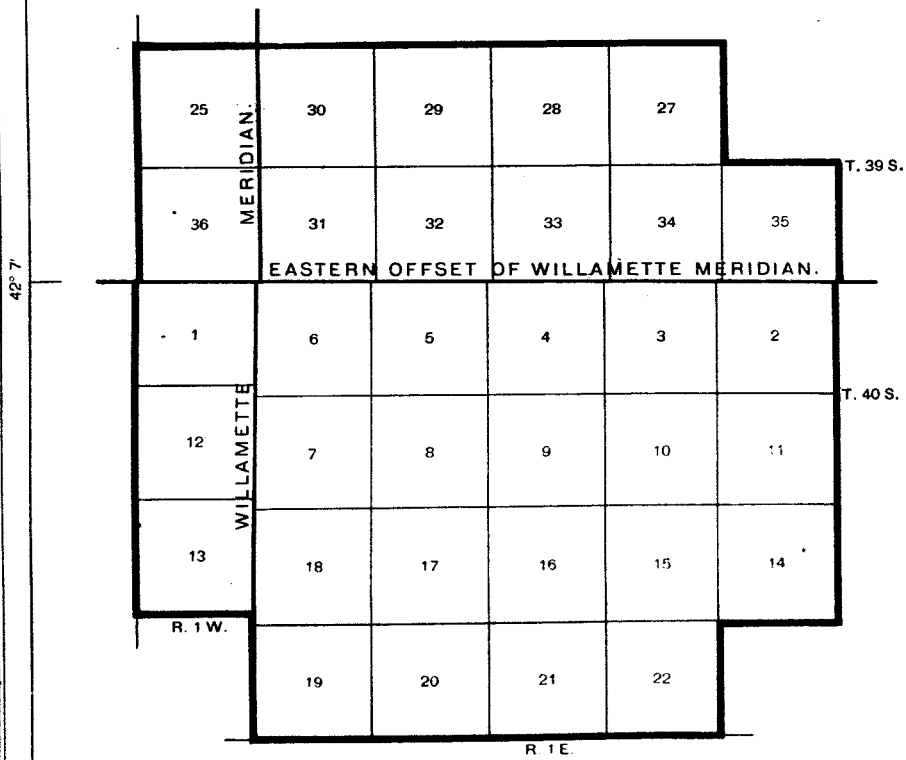 25 30 29 28 27
MERIDIAN.
T. 39 S.
36 31 32 33 34 35
42° 7'
EASTERN OFFSET OF WILLAMETTE MERIDIAN.
1 6 5 4 3 2
WILLAMETTE
T. 40 S.
12 7 8 9 10 11
13 18 17 16 15 14
R. 1 W.
19 20 21 22
R. 1 E.